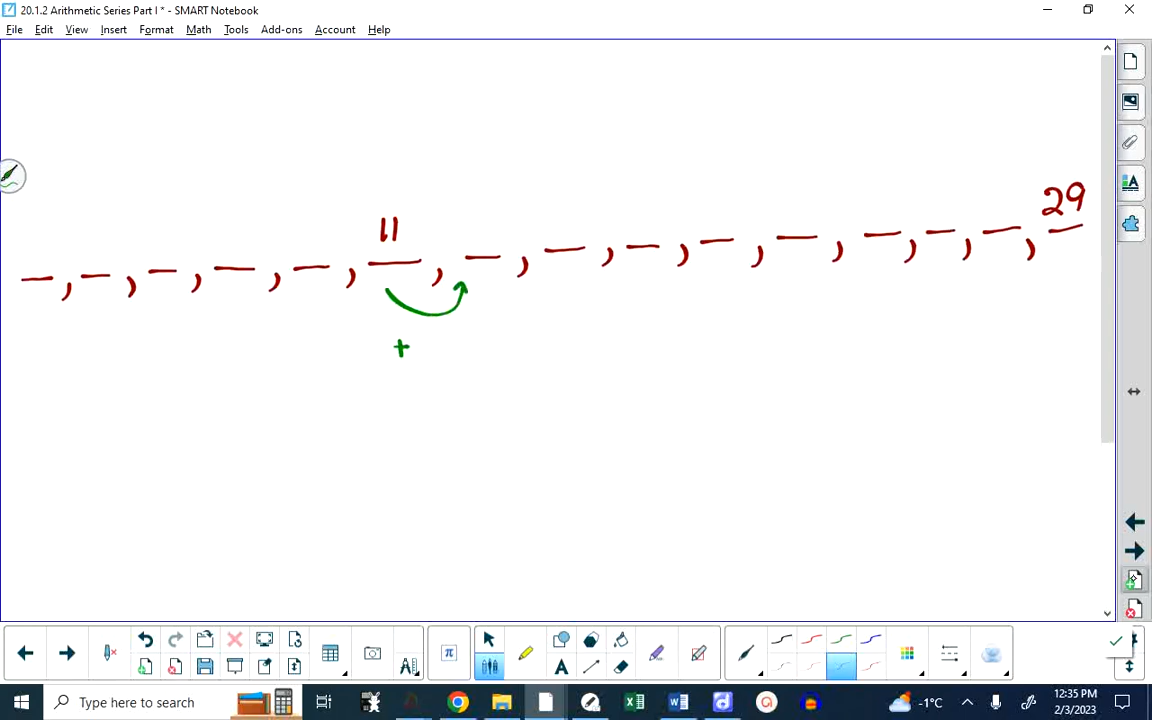 20.1.2 Arithmetic Series Part I * - SMART Notebook
File Edit View Insert Format Math Tools Add-ons Account Help
11
29
—, —, —, —, —, —, —, —, —, —, —, —, —, —, —
+
Type here to search
-1°C
12:35 PM
2/3/2023